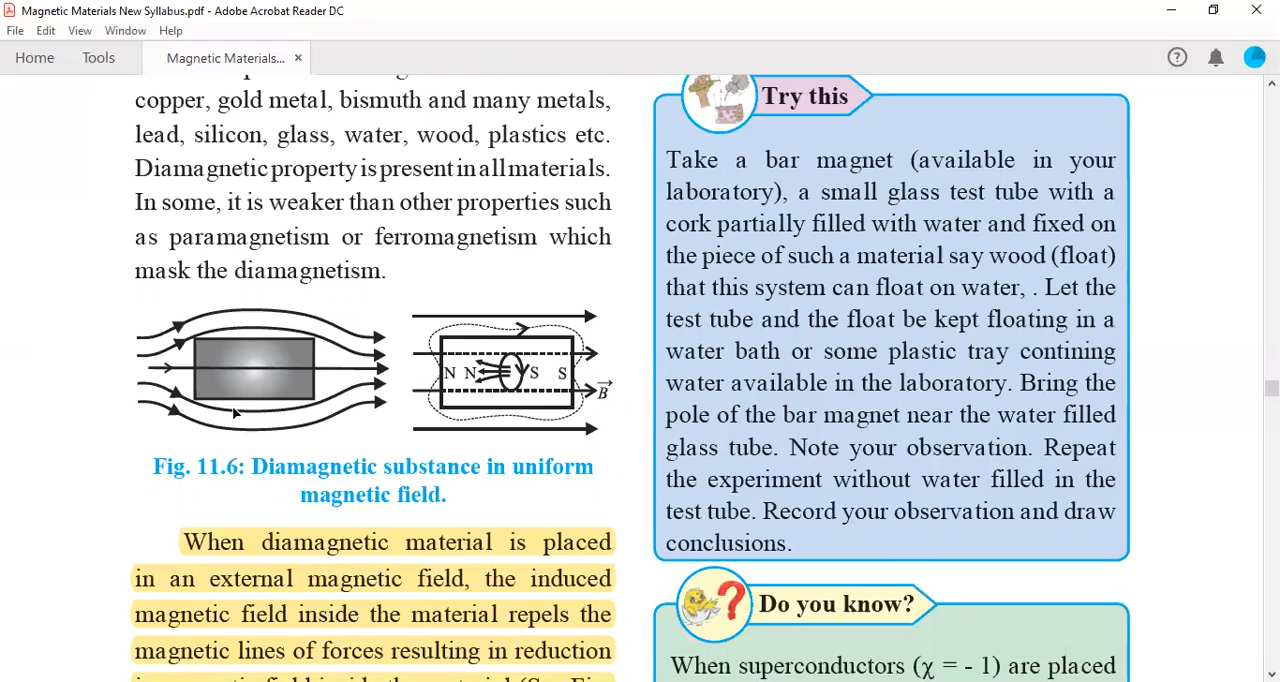 Magnetic Materials New Syllabus.pdf - Adobe Acrobat Reader DC
File Edit View Window Help
Home Tools Magnetic Materials... ×
copper, gold metal, bismuth and many metals,
lead, silicon, glass, water, wood, plastics etc.
Diamagnetic property is present in all materials.
In some, it is weaker than other properties such
as paramagnetism or ferromagnetism which
mask the diamagnetism.
N N S S
B
Fig. 11.6: Diamagnetic substance in uniform
magnetic field.
When diamagnetic material is placed
in an external magnetic field, the induced
magnetic field inside the material repels the
magnetic lines of forces resulting in reduction
Try this
Take a bar magnet (available in your
laboratory), a small glass test tube with a
cork partially filled with water and fixed on
the piece of such a material say wood (float)
that this system can float on water, . Let the
test tube and the float be kept floating in a
water bath or some plastic tray contining
water available in the laboratory. Bring the
pole of the bar magnet near the water filled
glass tube. Note your observation. Repeat
the experiment without water filled in the
test tube. Record your observation and draw
conclusions.
Do you know?
When superconductors (χ = - 1) are placed